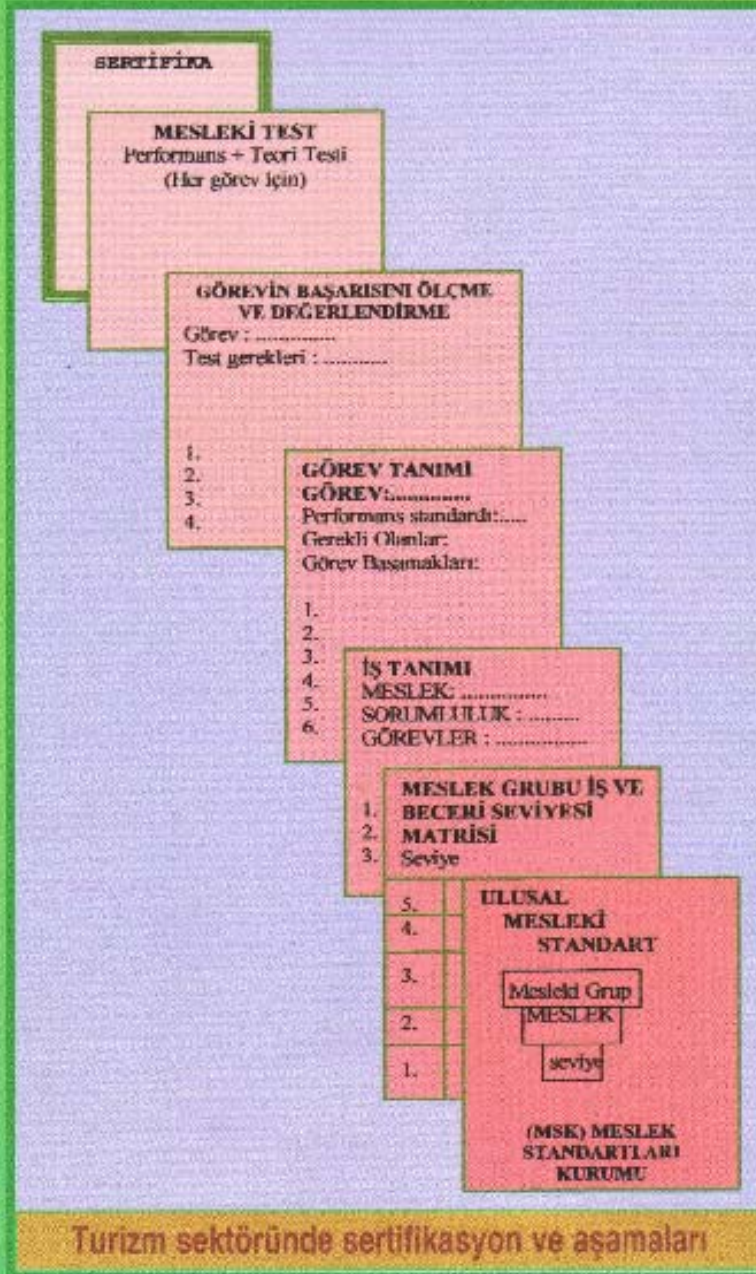 SERTİFİKA
MESLEKİ TEST
Performans + Teori Testi
(Her görev için)
GÖREVİN BAŞARISINI ÖLÇME
VE DEĞERLENDİRME
Görev : ................
Test gerekleri : .............
1.
2.
3.
4.
GÖREV TANIMI
GÖREV:..............
Performans standardı:.....
Gerekli Olanlar:
Görev Basamakları:
1.
2.
3.
4.
5.
6.
İŞ TANIMI
MESLEK: .................
SORUMLULUK : .........
GÖREVLER : ..................
1.
2.
3.
MESLEK GRUBU İŞ VE
BECERİ SEVİYESİ
MATRİSİ
Seviye
5.
4.
3.
2.
1.
ULUSAL
MESLEKİ
STANDART
Mesleki Grup
MESLEK
seviye
(MSK) MESLEK
STANDARTLARI
KURUMU
Turizm sektöründe sertifikasyon ve aşamaları